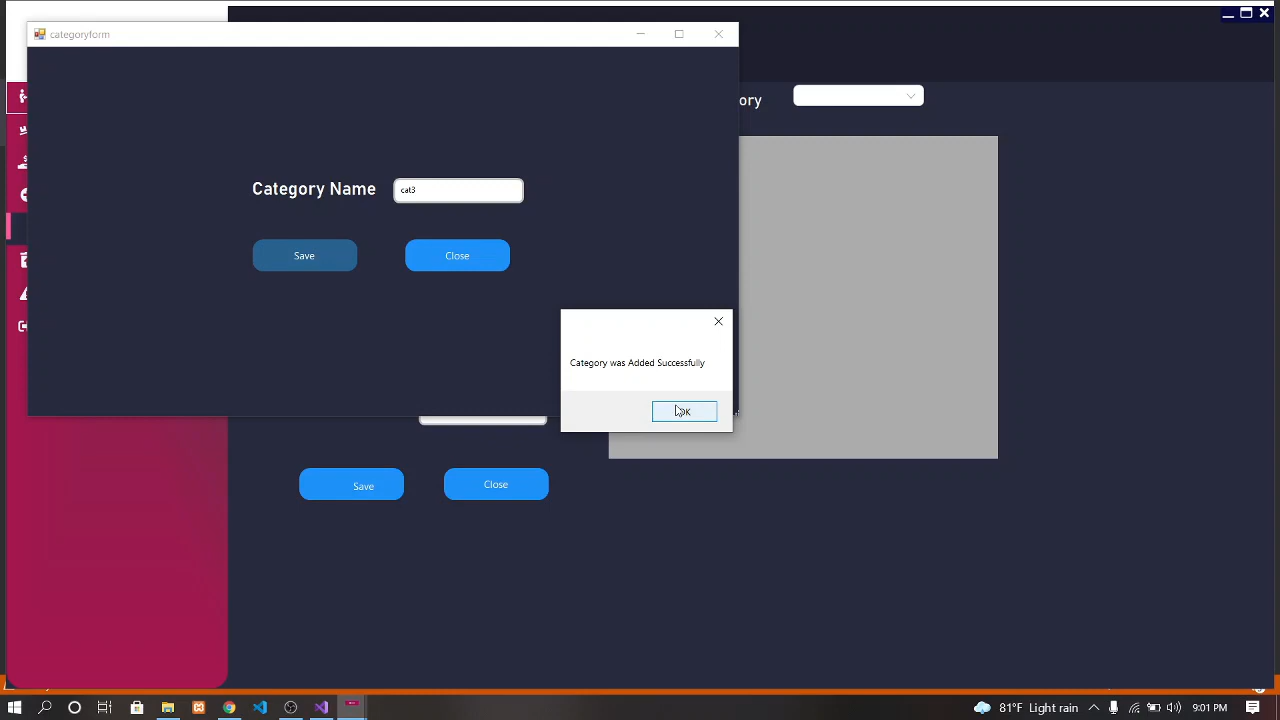 categoryform
ory
Category Name
cat3
Save
Close
Category was Added Successfully
OK
Save
Close
81°F Light rain
9:01 PM